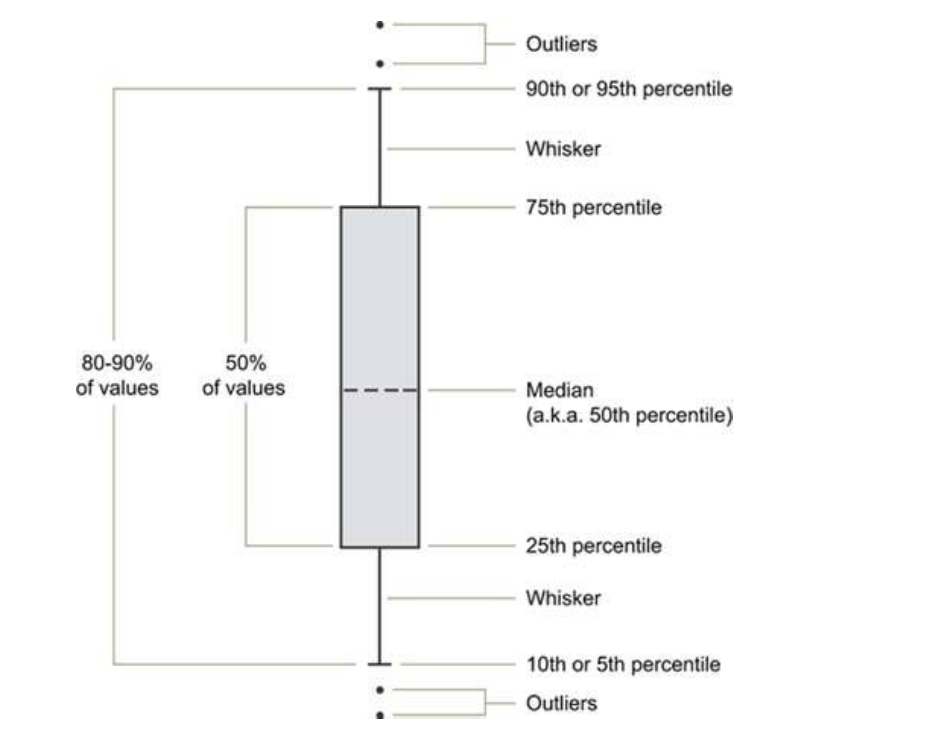 Outliers
90th or 95th percentile
Whisker
75th percentile
80-90%
of values
50%
of values
Median
(a.k.a. 50th percentile)
25th percentile
Whisker
10th or 5th percentile
Outliers